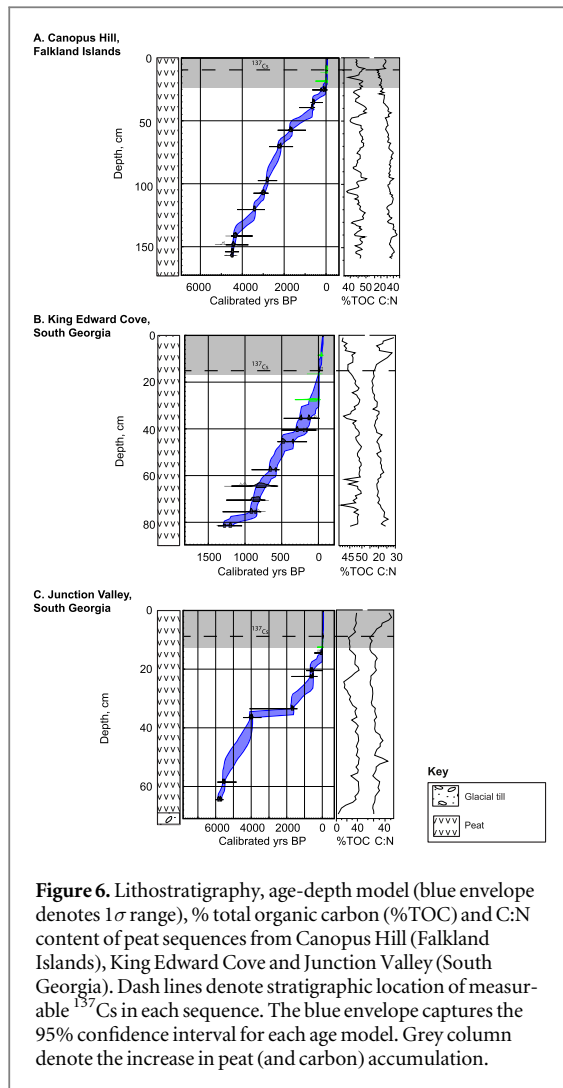 A. Canopus Hill,
Falkland Islands
0
50
100
150
Depth, cm
137Cs
6000 4000 2000 0
Calibrated yrs BP
40 50 20 40
%TOC C:N
B. King Edward Cove,
South Georgia
0
20
40
60
80
Depth, cm
137Cs
1500 1000 500 0
Calibrated yrs BP
45 50 20 30
%TOC C:N
C. Junction Valley,
South Georgia
0
20
40
60
Depth, cm
137Cs
6000 4000 2000 0
Calibrated yrs BP
0 40 0 40
%TOC C:N
Key
Glacial till
Peat
Figure 6. Lithostratigraphy, age-depth model (blue envelope
denotes 1σ range), % total organic carbon (%TOC) and C:N
content of peat sequences from Canopus Hill (Falkland
Islands), King Edward Cove and Junction Valley (South
Georgia). Dash lines denote stratigraphic location of measur-
able ¹³⁷Cs in each sequence. The blue envelope captures the
95% confidence interval for each age model. Grey column
denote the increase in peat (and carbon) accumulation.